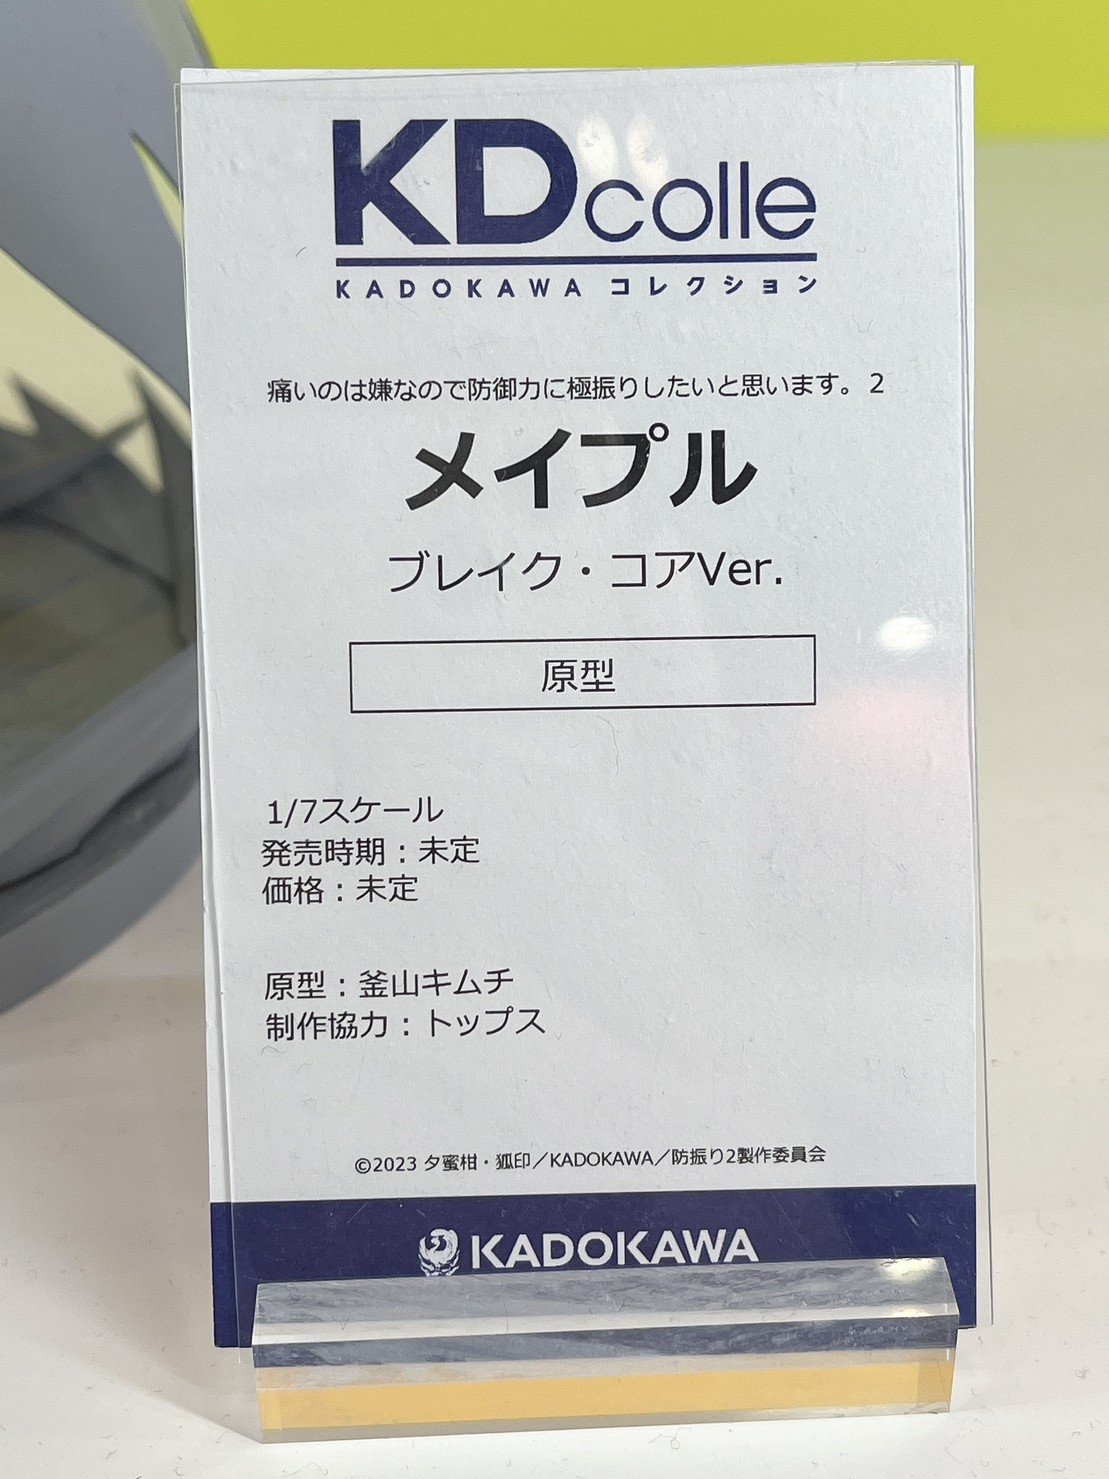 KDcolle
KADOKAWA コレクション
痛いのは嫌なので防御力に極振りしたいと思います。2
メイプル
ブレイク・コアVer.
原型
1/7スケール
発売時期：未定
価格：未定
原型：釜山キムチ
制作協力：トップス
©2023 夕蜜柑・狐印／KADOKAWA／防振り2製作委員会
KADOKAWA